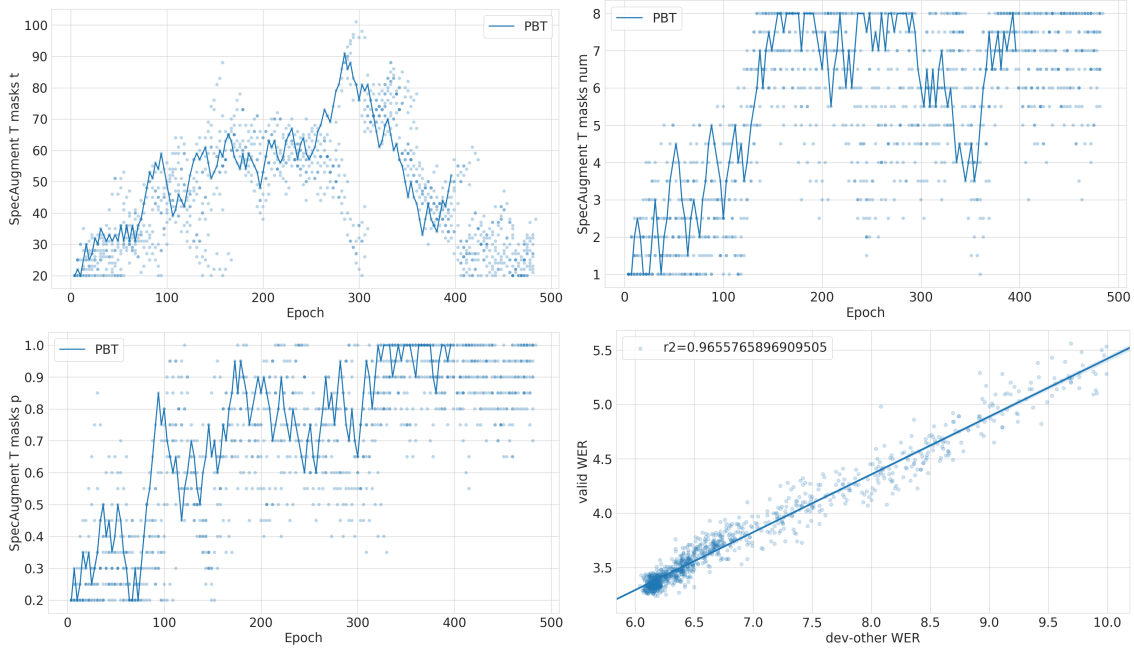 SpecAugment T masks t
100
90
80
70
60
50
40
30
20
PBT
0 100 200 300 400 500
Epoch
SpecAugment T masks num
8
7
6
5
4
3
2
1
PBT
0 100 200 300 400 500
Epoch
SpecAugment T masks p
1.0
0.9
0.8
0.7
0.6
0.5
0.4
0.3
0.2
PBT
0 100 200 300 400 500
Epoch
valid WER
5.5
5.0
4.5
4.0
3.5
r2=0.9655765896909505
6.0 6.5 7.0 7.5 8.0 8.5 9.0 9.5 10.0
dev-other WER